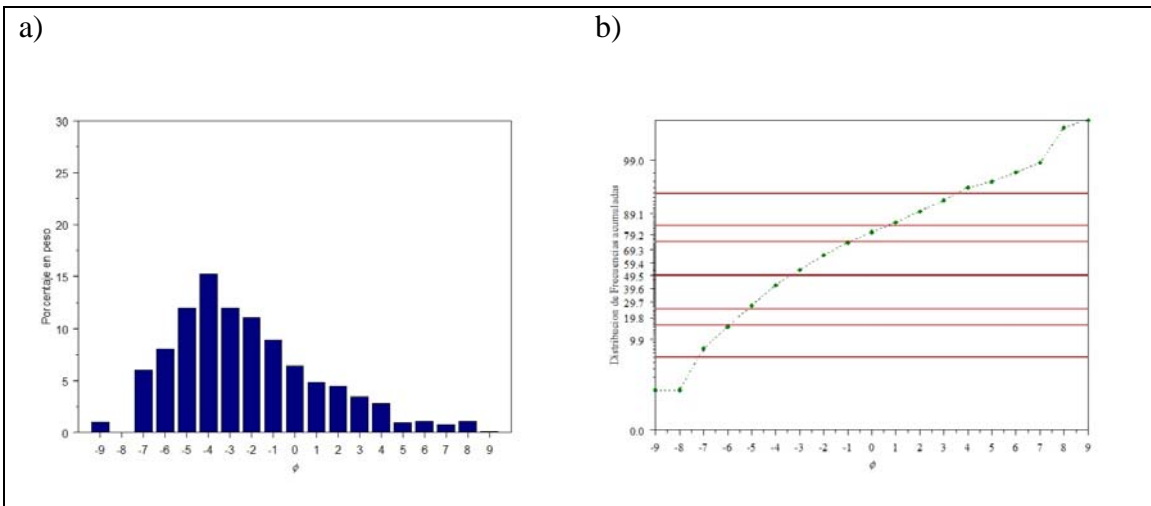 a)
b)
Porcentaje en peso
30
25
20
15
10
5
0
-9 -8 -7 -6 -5 -4 -3 -2 -1 0 1 2 3 4 5 6 7 8 9
φ
Distribucion de Frecuencias acumuladas
99.0
89.1
79.2
69.3
59.4
49.5
39.6
29.7
19.8
9.9
0.0
-9 -8 -7 -6 -5 -4 -3 -2 -1 0 1 2 3 4 5 6 7 8 9
φ